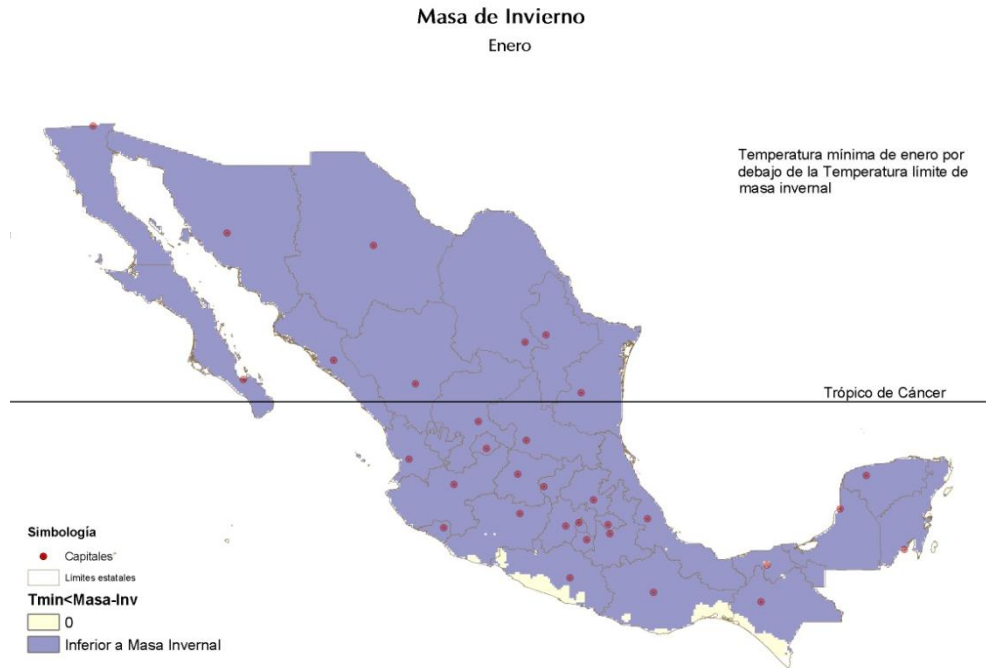 Masa de Invierno
Enero
Temperatura mínima de enero por
debajo de la Temperatura límite de
masa invernal
Trópico de Cáncer
Simbología
Capitales
Límites estatales
Tmin<Masa-Inv
0
Inferior a Masa Invernal